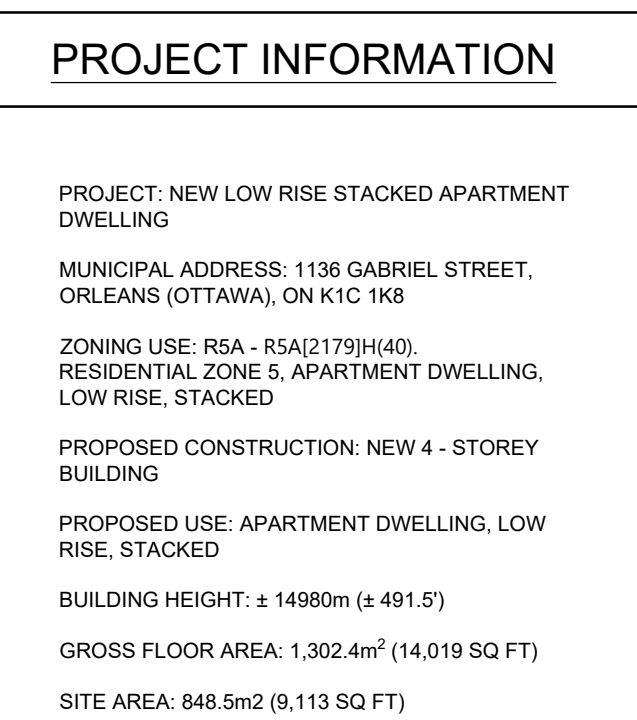 PROJECT INFORMATION
PROJECT: NEW LOW RISE STACKED APARTMENT
DWELLING
MUNICIPAL ADDRESS: 1136 GABRIEL STREET,
ORLEANS (OTTAWA), ON K1C 1K8
ZONING USE: R5A - R5A[2179]H(40).
RESIDENTIAL ZONE 5, APARTMENT DWELLING,
LOW RISE, STACKED
PROPOSED CONSTRUCTION: NEW 4 - STOREY
BUILDING
PROPOSED USE: APARTMENT DWELLING, LOW
RISE, STACKED
BUILDING HEIGHT: ± 14980m (± 491.5')
GROSS FLOOR AREA: 1,302.4m² (14,019 SQ FT)
SITE AREA: 848.5m2 (9,113 SQ FT)